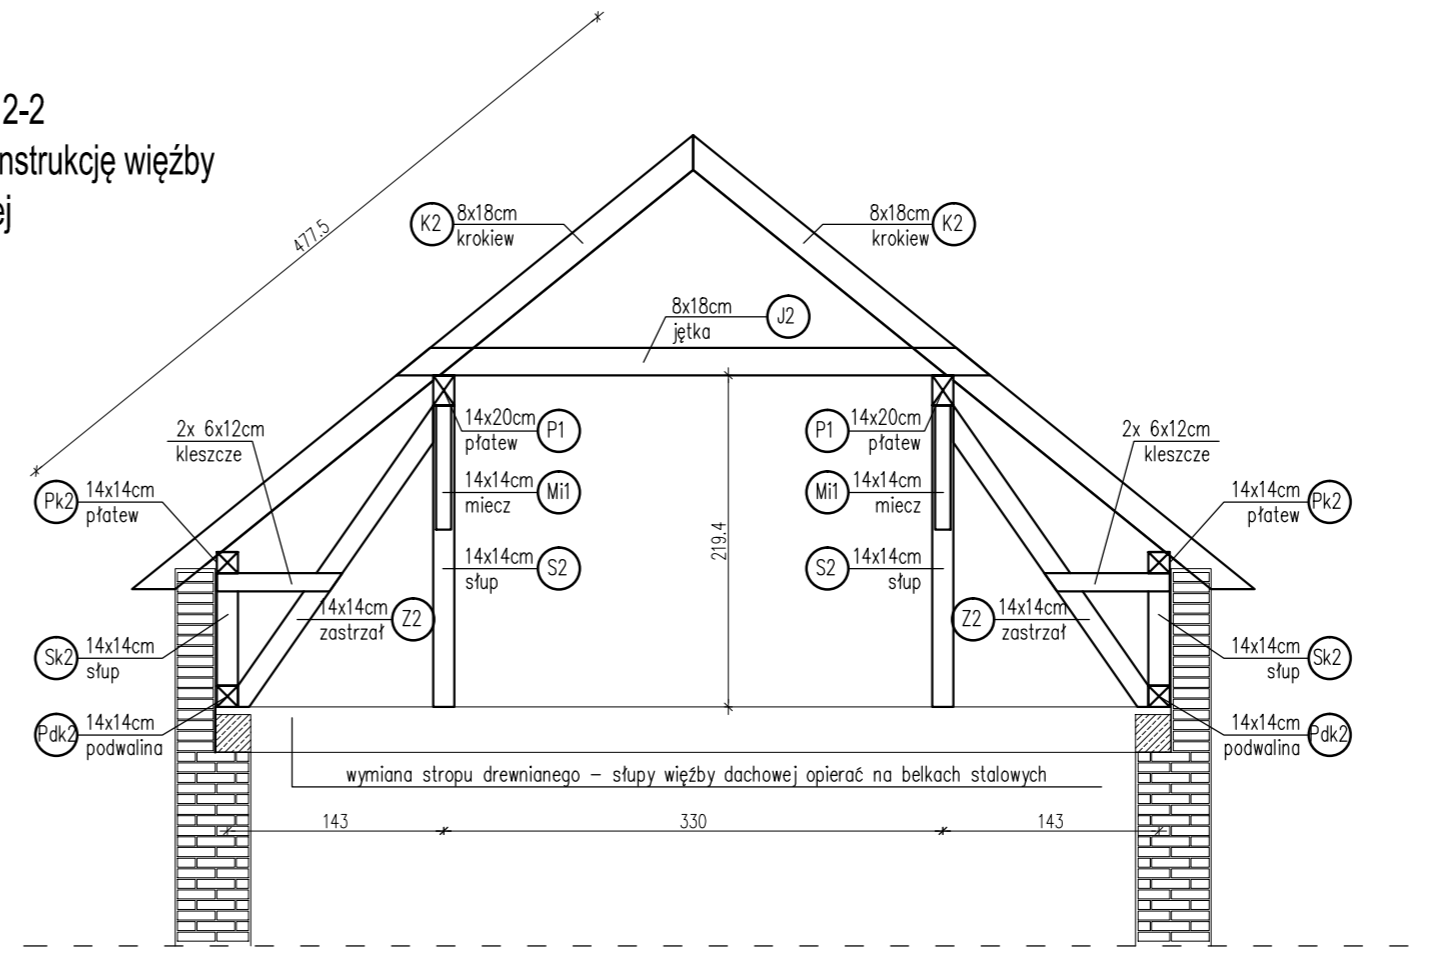 2-2
nstrukcję więźby
ej
477.5
K2 8x18cm
krokiew
8x18cm K2
krokiew
8x18cm J2
jętka
2x 6x12cm
kleszcze
14x20cm P1
płatew
P1 14x20cm
płatew
2x 6x12cm
kleszcze
Pk2 14x14cm
płatew
14x14cm Mi1
miecz
Mi1 14x14cm
miecz
14x14cm Pk2
płatew
219.4
14x14cm S2
słup
S2 14x14cm
słup
14x14cm Z2
zastrzał
Z2 14x14cm
zastrzał
Sk2 14x14cm
słup
14x14cm Sk2
słup
Pdk2 14x14cm
podwalina
14x14cm Pdk2
podwalina
wymiana stropu drewnianego – słupy więźby dachowej opierać na belkach stalowych
143 330 143